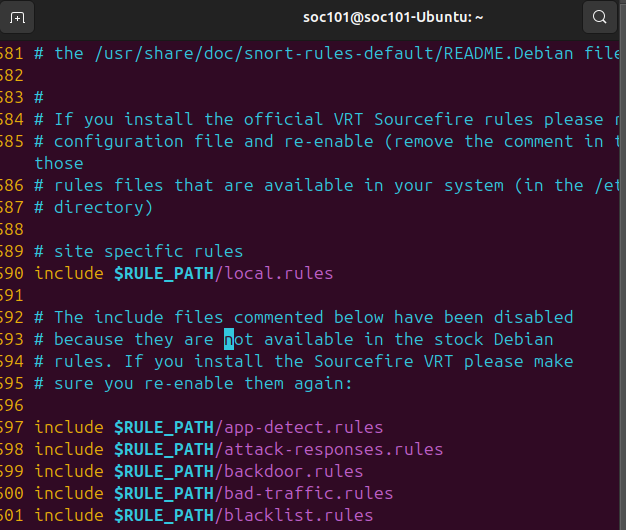 soc101@soc101-Ubuntu: ~
581 # the /usr/share/doc/snort-rules-default/README.Debian file
582
583 #
584 # If you install the official VRT Sourcefire rules please
585 # configuration file and re-enable (remove the comment in
those
586 # rules files that are available in your system (in the
587 # directory)
588
589 # site specific rules
590 include $RULE_PATH/local.rules
591
592 # The include files commented below have been disabled
593 # because they are not available in the stock Debian
594 # rules. If you install the Sourcefire VRT please make
595 # sure you re-enable them again:
596
597 include $RULE_PATH/app-detect.rules
598 include $RULE_PATH/attack-responses.rules
599 include $RULE_PATH/backdoor.rules
600 include $RULE_PATH/bad-traffic.rules
601 include $RULE_PATH/blacklist.rules